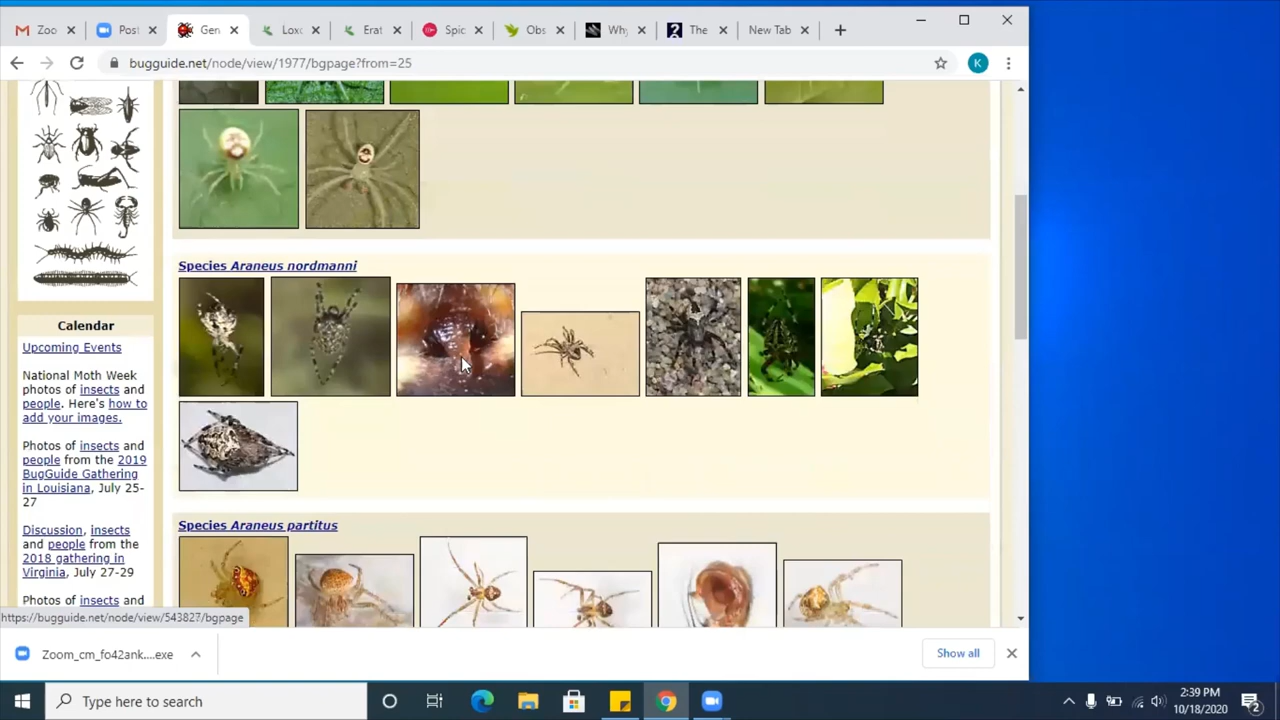 Zoo
Post
Gen
Loxo
Erat
Spic
Obs
Why
The
New Tab
bugguide.net/node/view/1977/bgpage?from=25
K
Species Araneus nordmanni
Calendar
Upcoming Events
National Moth Week
photos of insects and
people. Here's how to
add your images.
Photos of insects and
people from the 2019
BugGuide Gathering
in Louisiana, July 25-
27
Species Araneus partitus
Discussion, insects
and people from the
2018 gathering in
Virginia, July 27-29
Photos of insects and
https://bugguide.net/node/view/543827/bgpage
Zoom_cm_fo42ank....exe
Show all
Type here to search
2:39 PM
10/18/2020
2